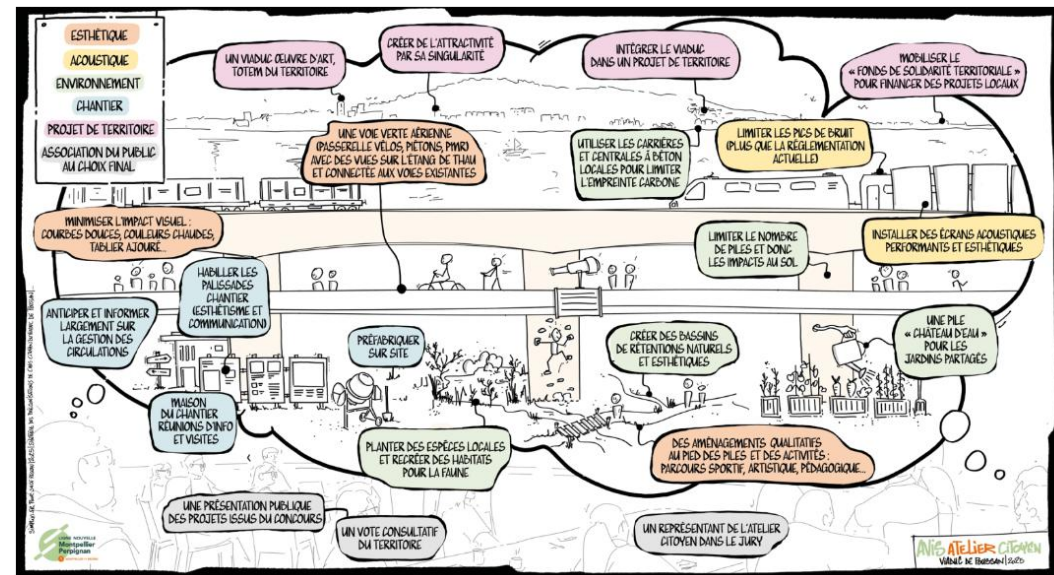 ESTHÉTIQUE
ACOUSTIQUE
ENVIRONNEMENT
CHANTIER
PROJET DE TERRITOIRE
ASSOCIATION DU PUBLIC
AU CHOIX FINAL
UN VIADUC ŒUVRE D'ART,
TOTEM DU TERRITOIRE
CRÉER DE L'ATTRACTIVITÉ
PAR SA SINGULARITÉ
INTÉGRER LE VIADUC
DANS UN PROJET DE TERRITOIRE
MOBILISER LE
« FONDS DE SOLIDARITÉ TERRITORIALE »
POUR FINANCER DES PROJETS LOCAUX
UNE VOIE VERTE AÉRIENNE
(PASSERELLE VÉLOS, PIÉTONS, PMR)
AVEC DES VUES SUR L'ÉTANG DE THAU
ET CONNECTÉE AUX VOIES EXISTANTES
UTILISER LES CARRIÈRES
ET CENTRALES À BÉTON
LOCALES POUR LIMITER
L'EMPREINTE CARBONE
LIMITER LES PICS DE BRUIT
(PLUS QUE LA RÉGLEMENTATION
ACTUELLE)
MINIMISER L'IMPACT VISUEL :
COURBES DOUCES, COULEURS CHAUDES,
TABLIER AJOURÉ...
LIMITER LE NOMBRE
DE PILES ET DONC
LES IMPACTS AU SOL
INSTALLER DES ÉCRANS ACOUSTIQUES
PERFORMANTS ET ESTHÉTIQUES
HABILLER LES
PALISSADES
CHANTIER
(ESTHÉTISME ET
COMMUNICATION)
ANTICIPER ET INFORMER
LARGEMENT SUR
LA GESTION DES
CIRCULATIONS
PRÉFABRIQUER
SUR SITE
CRÉER DES BASSINS
DE RÉTENTIONS NATURELS
ET ESTHÉTIQUES
UNE PILE
« CHÂTEAU D'EAU »
POUR LES
JARDINS PARTAGÉS
MAISON
DU CHANTIER
RÉUNIONS D'INFO
ET VISITES
PLANTER DES ESPÈCES LOCALES
ET RECRÉER DES HABITATS
POUR LA FAUNE
DES AMÉNAGEMENTS QUALITATIFS
AU PIED DES PILES ET DES ACTIVITÉS :
PARCOURS SPORTIF, ARTISTIQUE, PÉDAGOGIQUE...
UNE PRÉSENTATION PUBLIQUE
DES PROJETS ISSUS DU CONCOURS
UN VOTE CONSULTATIF
DU TERRITOIRE
UN REPRÉSENTANT DE L'ATELIER
CITOYEN DANS LE JURY
LIGNE NOUVELLE
Montpellier
Perpignan
AVIS ATELIER CITOYEN
VIADUC DE POUSSAN | 2025